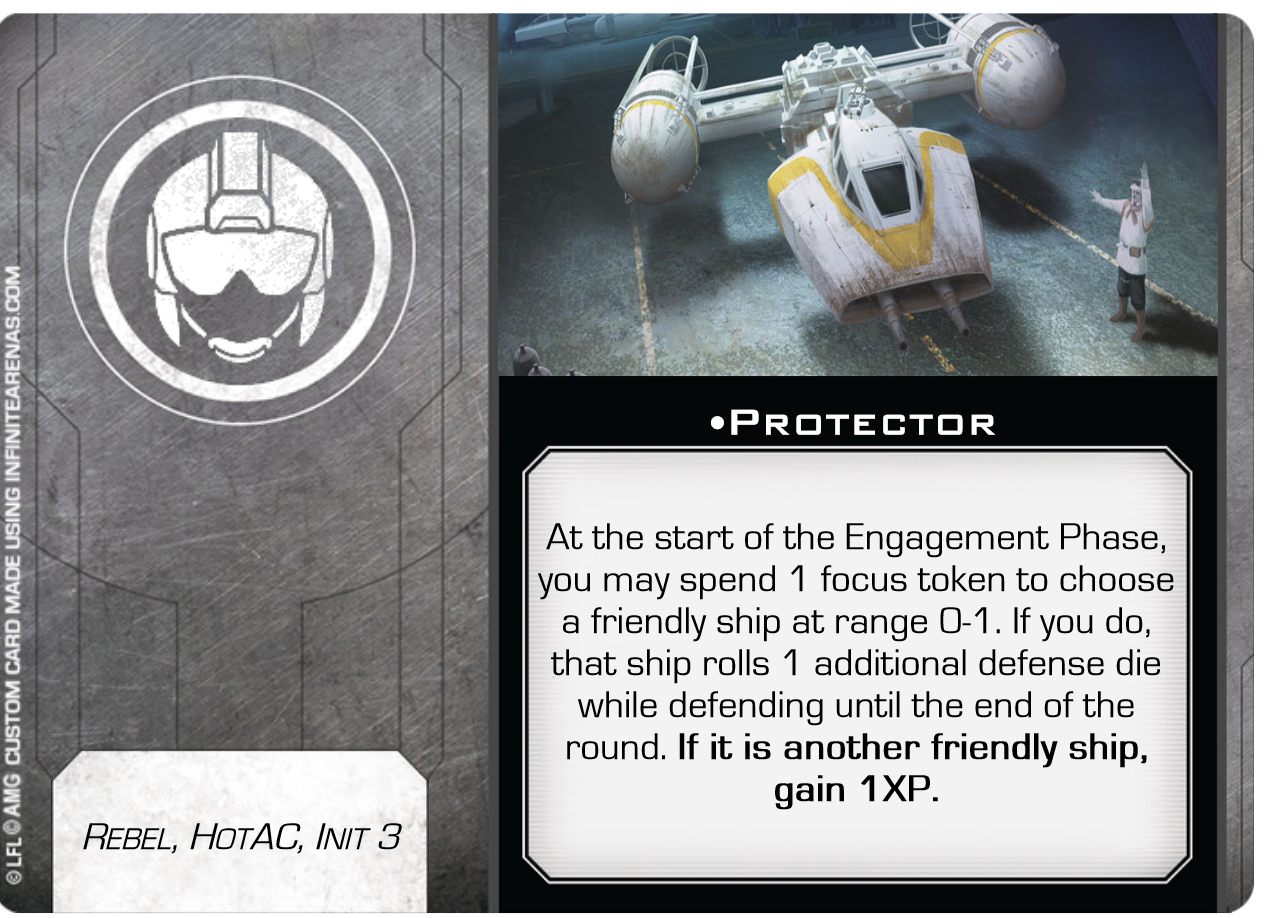 •Protector
At the start of the Engagement Phase,
you may spend 1 focus token to choose
a friendly ship at range 0-1. If you do,
that ship rolls 1 additional defense die
while defending until the end of the
round. If it is another friendly ship,
gain 1XP.
Rebel, HotAC, Init 3
©LFL ©AMG CUSTOM CARD MADE USING INFINITEARENAS.COM